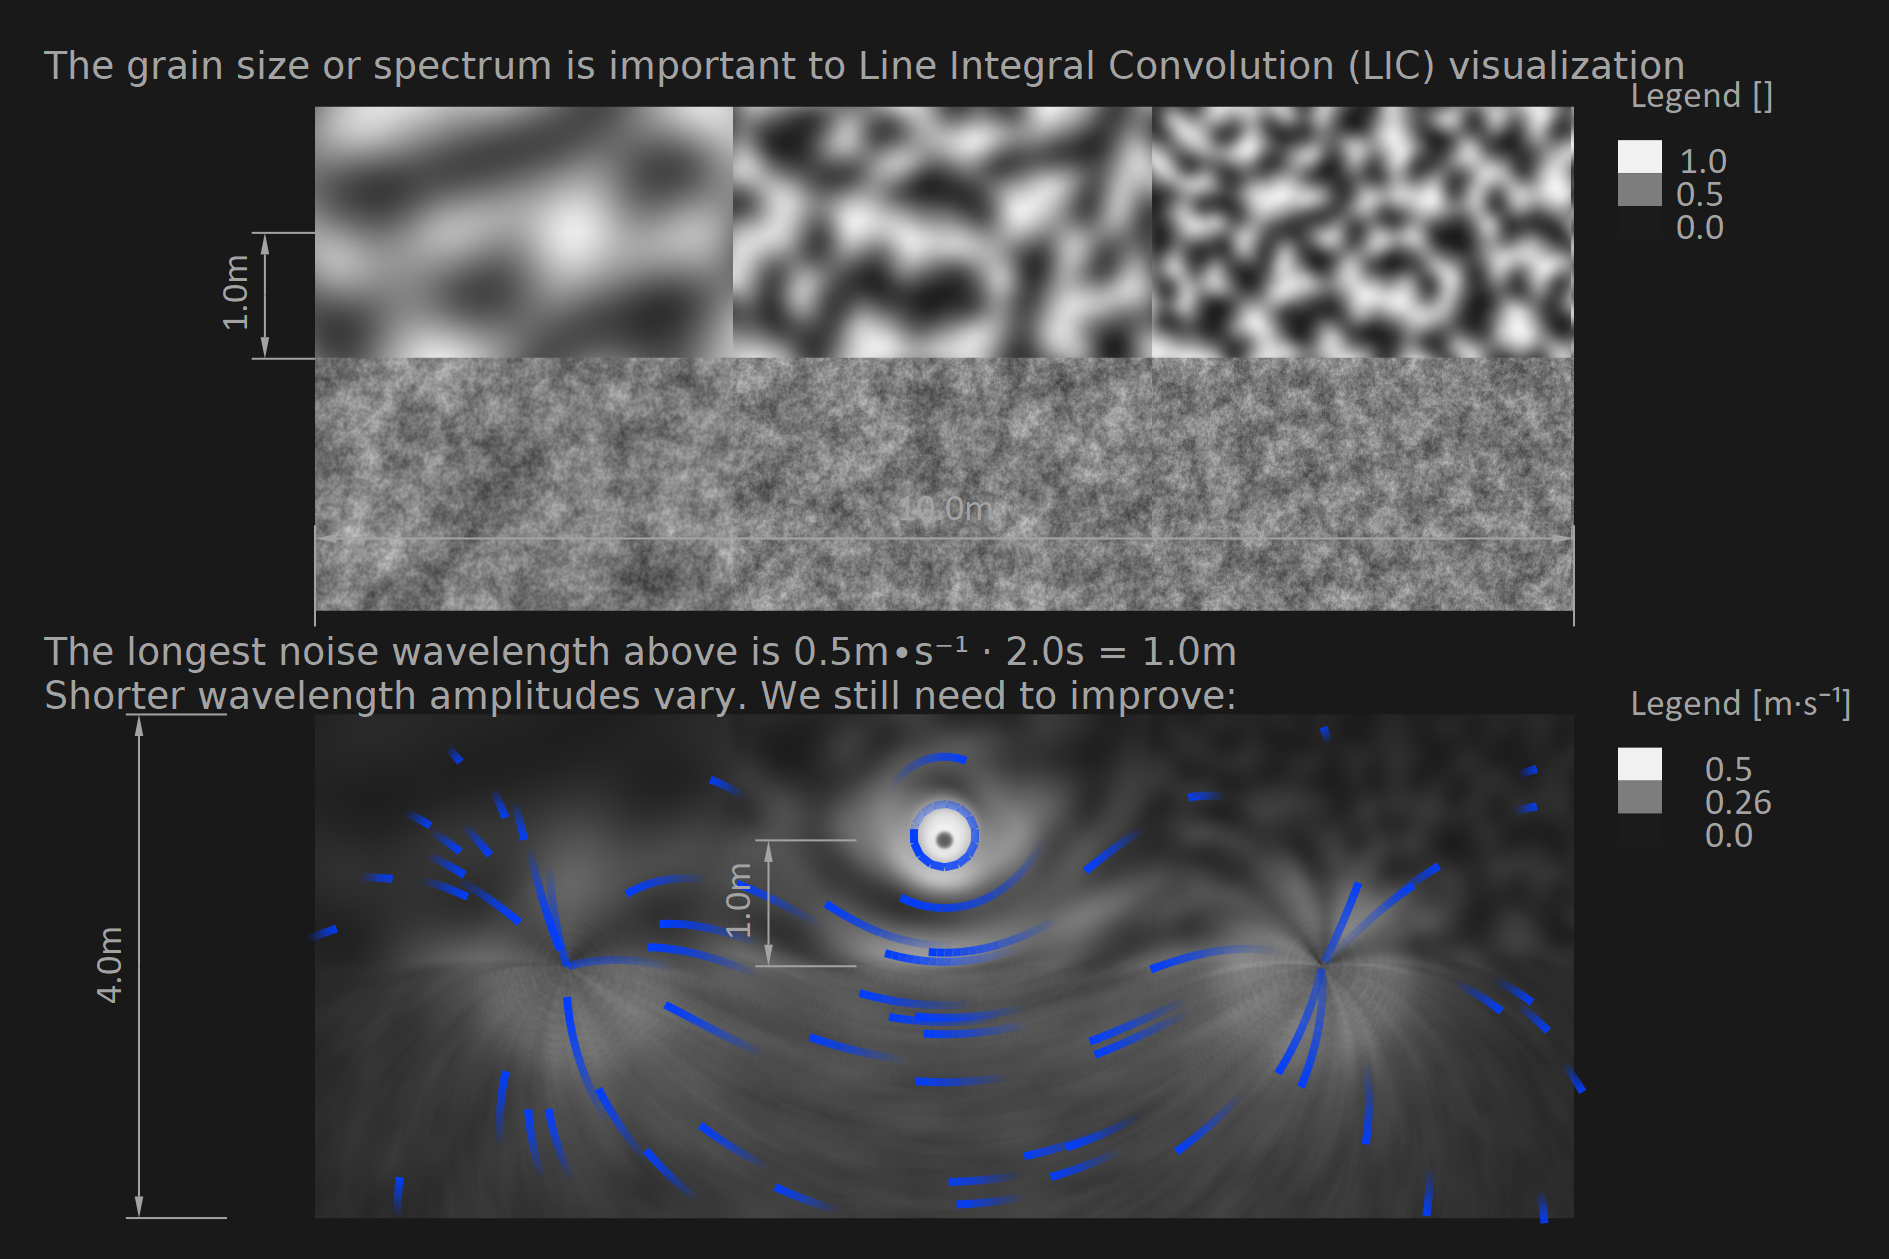 The grain size or spectrum is important to Line Integral Convolution (LIC) visualization
Legend []
1.0
0.5
0.0
1.0m
10.0m
The longest noise wavelength above is 0.5m•s⁻¹ · 2.0s = 1.0m
Shorter wavelength amplitudes vary. We still need to improve:
Legend [m·s⁻¹]
0.5
0.26
0.0
1.0m
4.0m